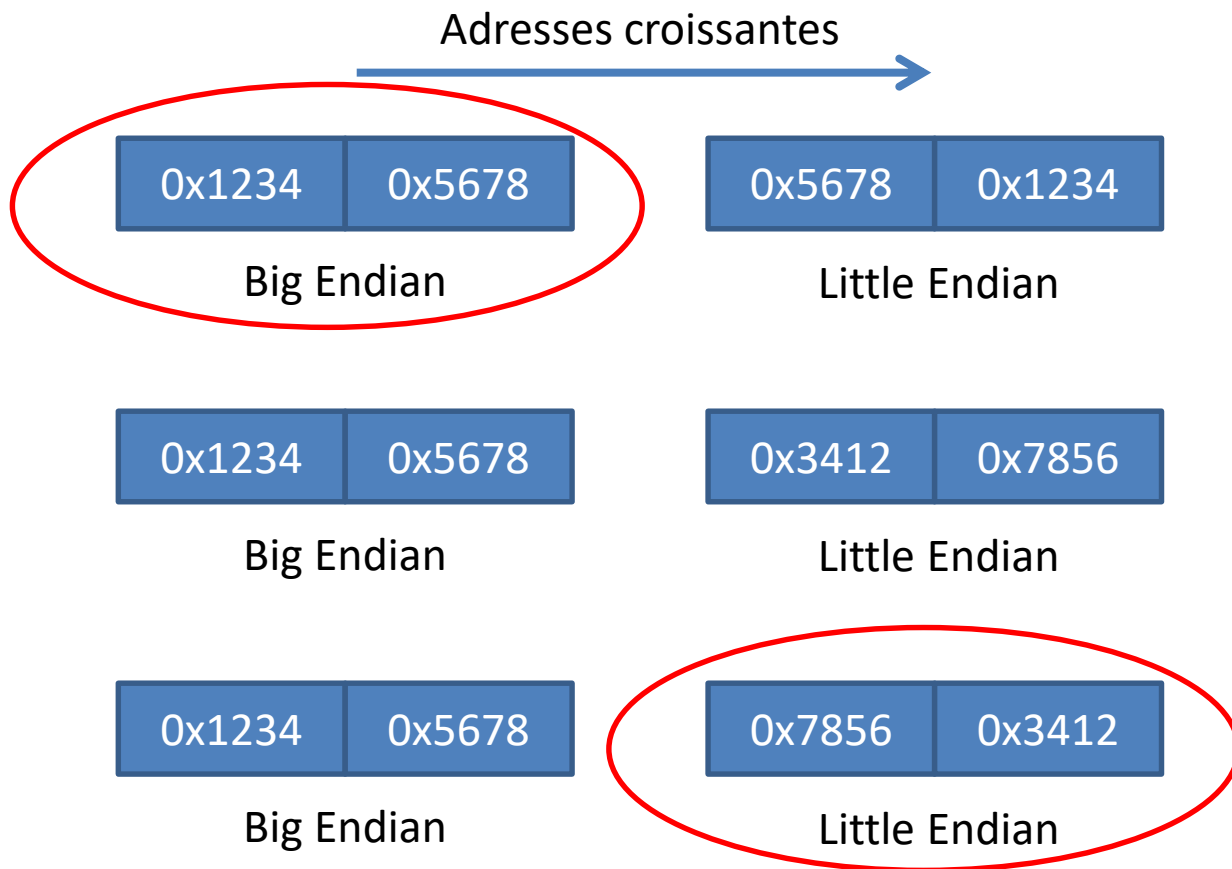 Adresses croissantes
0x1234 0x5678 0x5678 0x1234
Big Endian Little Endian
0x1234 0x5678 0x3412 0x7856
Big Endian Little Endian
0x1234 0x5678 0x7856 0x3412
Big Endian Little Endian